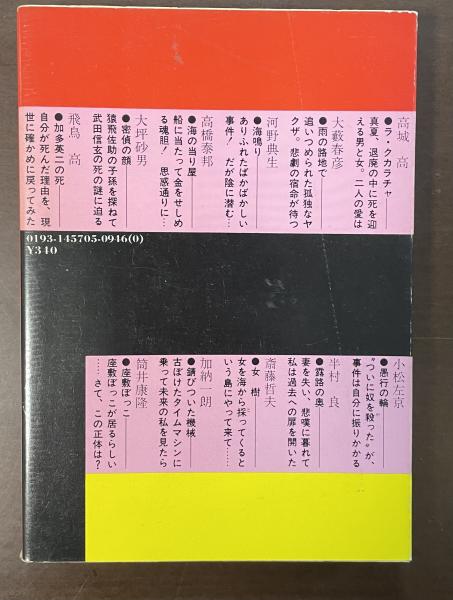 高城 高
●ラ・クカラチャ――
真夏、退廃の中に死を迎
える男と女。二人の愛は
大藪春彦
●雨の路地で――
追いつめられた孤独なヤ
クザ。悲劇の宿命が待つ
河野典生
●海鳴り――
ありふれたばかばかしい
事件！ だが陰に潜む…
高橋泰邦
●海の当り屋――
船に当たって金をせしめ
る魂胆！ 思惑通りに…
大坪砂男
●密偵の顔――
猿飛佐助の子孫を探ねて
武田信玄の死の謎に迫る
飛鳥 高
●加多英二の死――
自分が死んだ理由を、現
世に確かめに戻ってみた
0193-145705-0946(0)
¥340
小松左京
●愚行の輪――
“ついに奴を殺った”が、
事件は自分に振りかかる
半村 良
●露路の奥――
妻を失い、悲嘆に暮れて
私は過去への扉を開いた
斎藤哲夫
●女 樹――
女を海から採ってくると
いう島にやって来て……
加納一朗
●錆びついた機械――
古ぼけたタイムマシンに
乗って未来の私を見たら
筒井康隆
●座敷ぼっこ――
座敷ぼっこが居るらしい
……さて、この正体は？